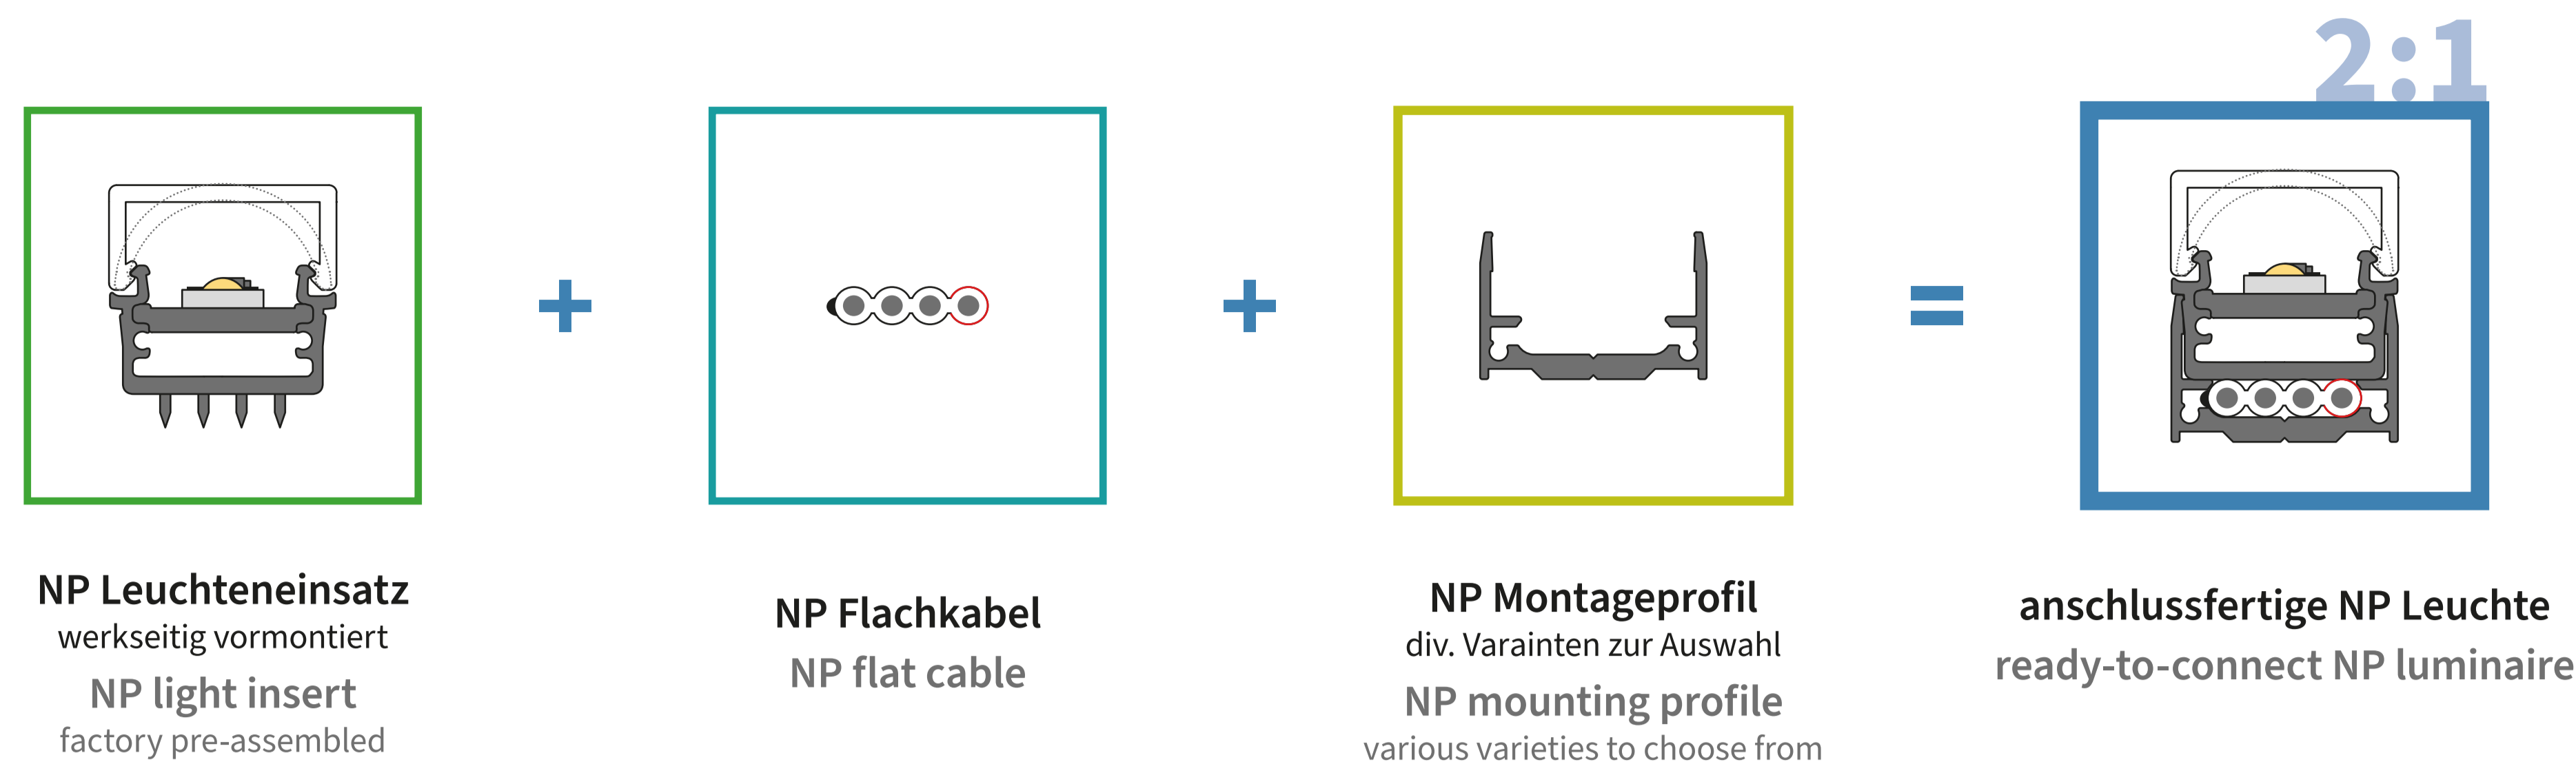 2:1
NP Leuchteneinsatz
werkseitig vormontiert
NP light insert
factory pre-assembled
NP Flachkabel
NP flat cable
NP Montageprofil
div. Varainten zur Auswahl
NP mounting profile
various varieties to choose from
anschlussfertige NP Leuchte
ready-to-connect NP luminaire